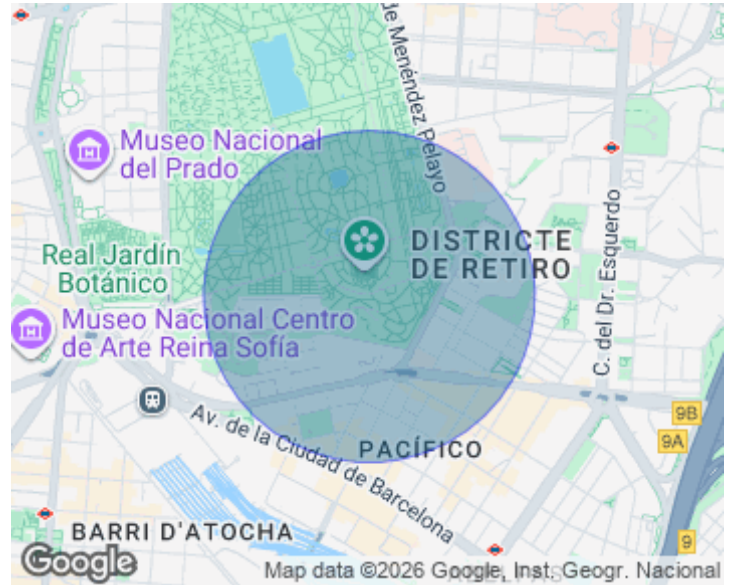 de Menéndez Pelayo
Museo Nacional
del Prado
DISTRICTE
DE RETIRO
Real Jardín
Botánico
C. del Dr. Esquerdo
Museo Nacional Centro
de Arte Reina Sofía
9B
9A
Av. de la Ciudad de Barcelona
PACÍFICO
BARRI D'ATOCHA
9
Google
Map data ©2026 Google, Inst. Geogr. Nacional